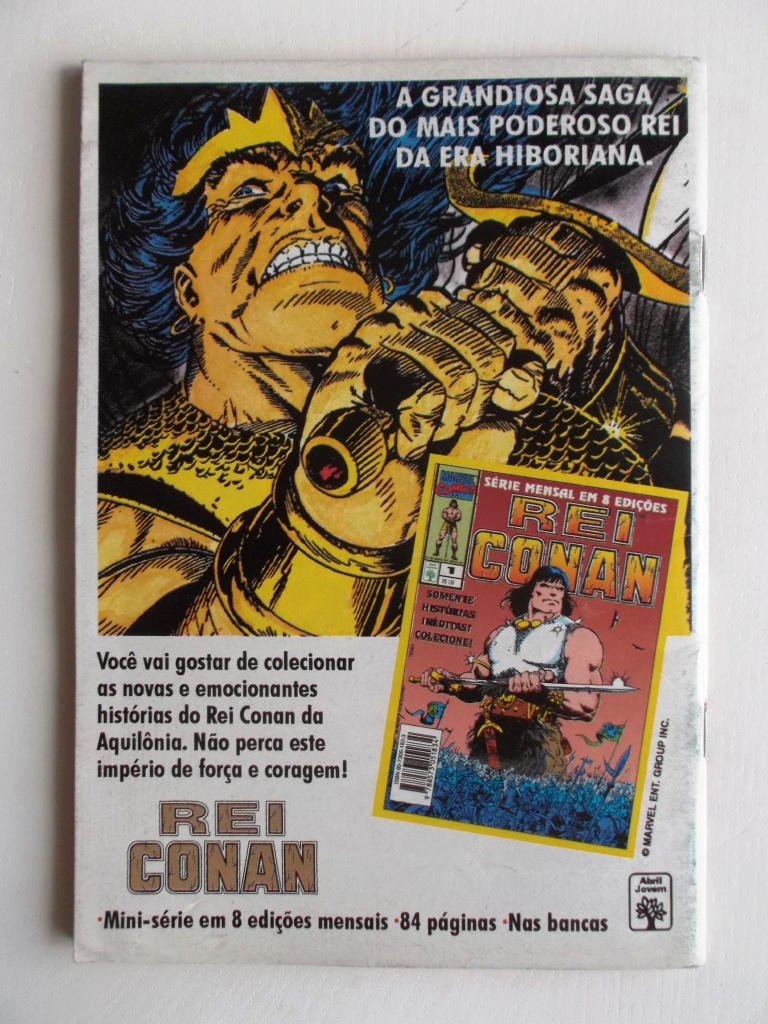 A GRANDIOSA SAGA
DO MAIS PODEROSO REI
DA ERA HIBORIANA.
MARVEL
COMICS
SÉRIE MENSAL EM 8 EDIÇÕES
REI
CONAN
1
SOMENTE
HISTÓRIAS
INÉDITAS!
COLECIONE!
Você vai gostar de colecionar
as novas e emocionantes
histórias do Rei Conan da
Aquilônia. Não perca este
império de força e coragem!
© MARVEL ENT. GROUP INC.
REI
CONAN
Abril
Jovem
•Mini-série em 8 edições mensais •84 páginas •Nas bancas